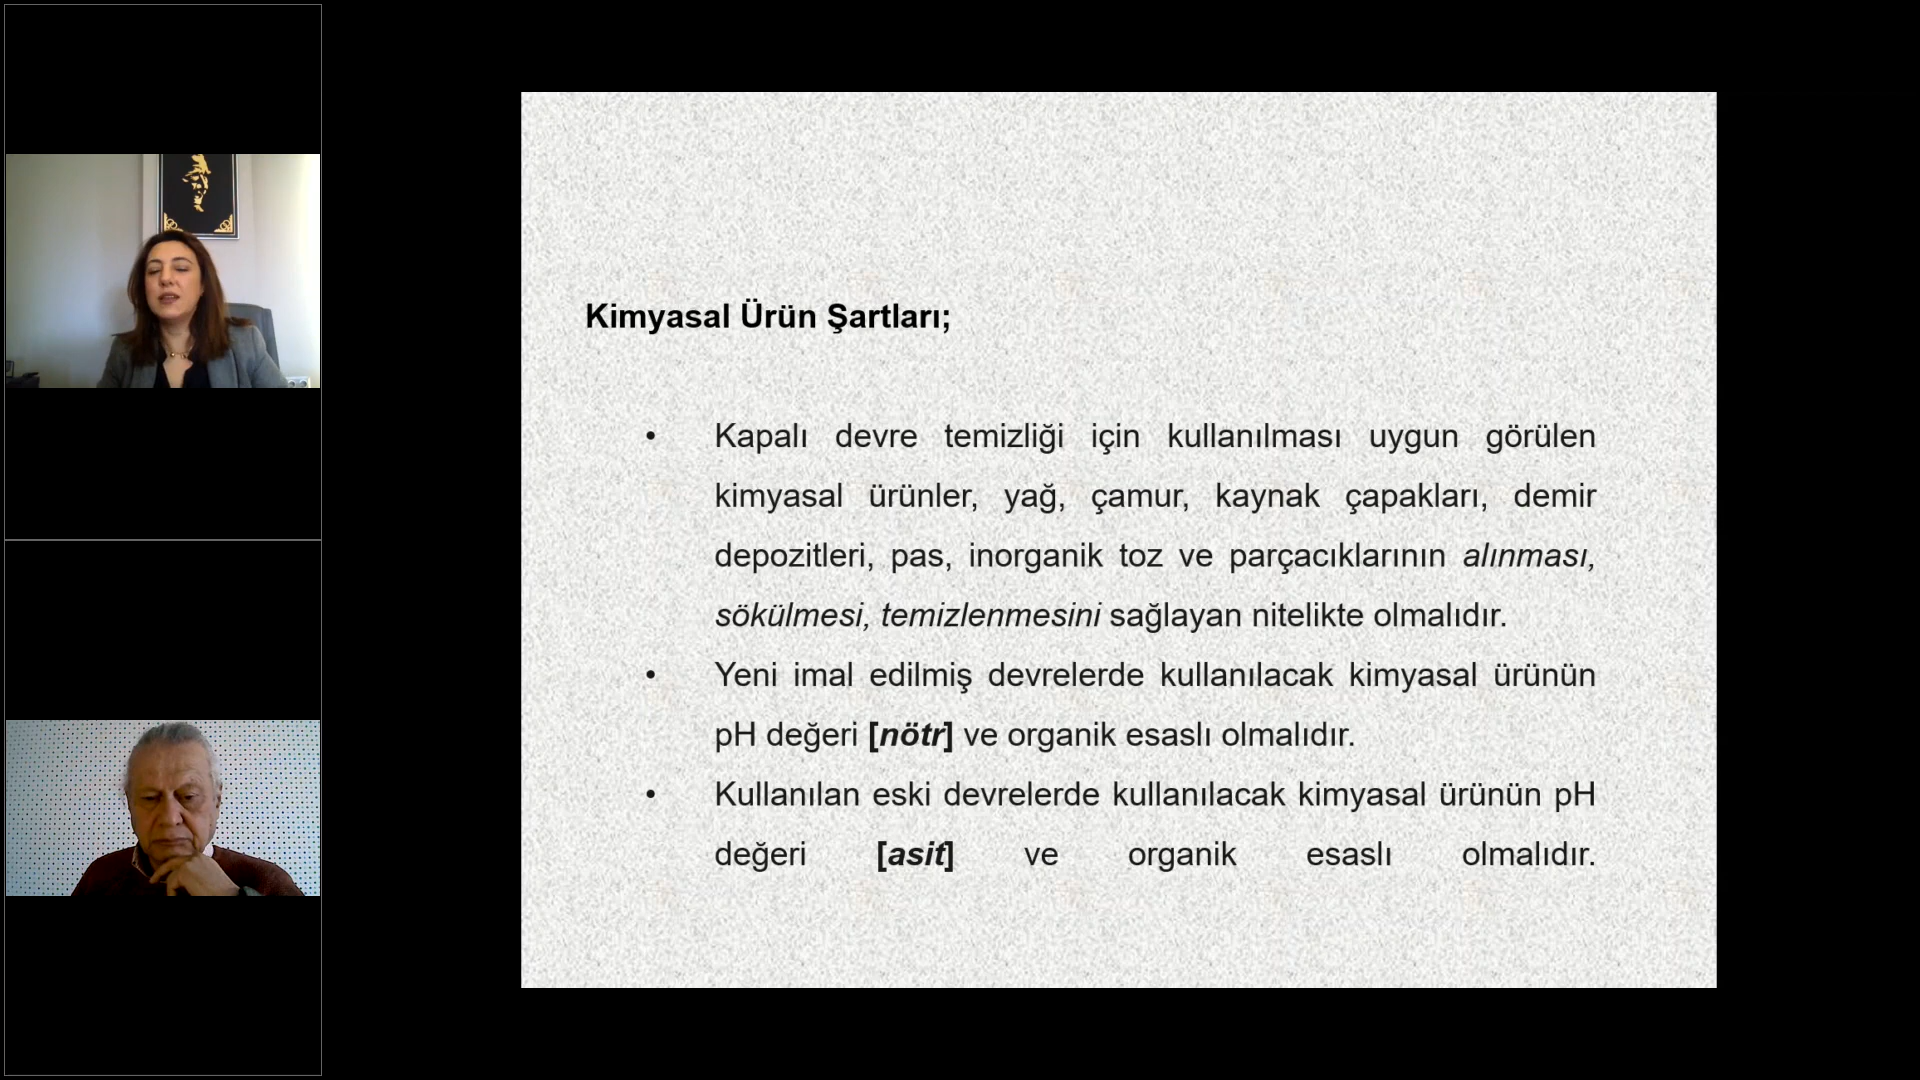 Kimyasal Ürün Şartları;
• Kapalı devre temizliği için kullanılması uygun görülen
kimyasal ürünler, yağ, çamur, kaynak çapakları, demir
depozitleri, pas, inorganik toz ve parçacıklarının alınması,
sökülmesi, temizlenmesini sağlayan nitelikte olmalıdır.
• Yeni imal edilmiş devrelerde kullanılacak kimyasal ürünün
pH değeri [nötr] ve organik esaslı olmalıdır.
• Kullanılan eski devrelerde kullanılacak kimyasal ürünün pH
değeri [asit] ve organik esaslı olmalıdır.